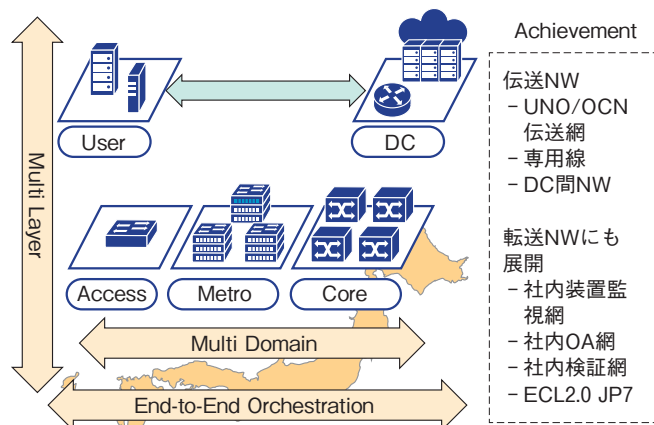 Achievement
User
DC
Multi Layer
Access
Metro
Core
Multi Domain
End-to-End Orchestration
伝送NW
- UNO/OCN
伝送網
- 専用線
- DC間NW
転送NWにも
展開
- 社内装置監
視網
- 社内OA網
- 社内検証網
- ECL2.0 JP7